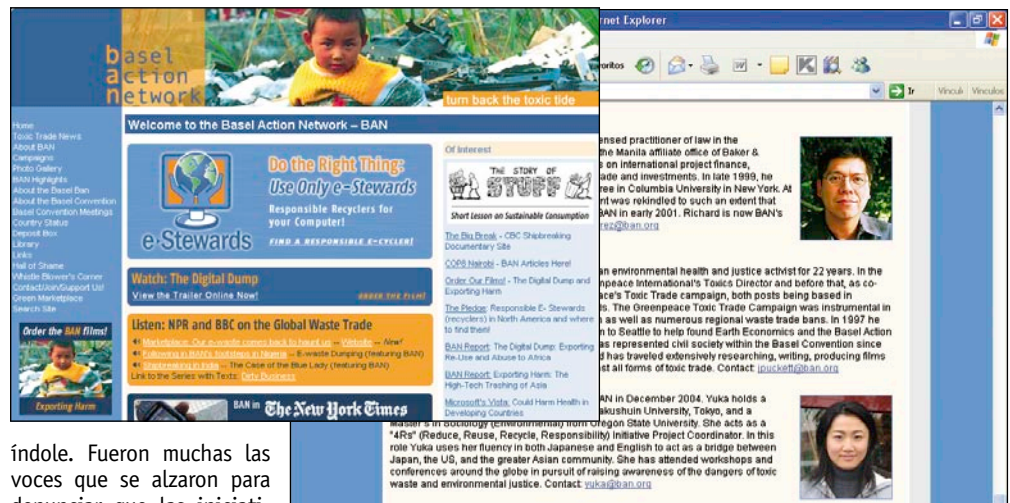 basel
action
network
turn back the toxic tide
Welcome to the Basel Action Network – BAN
Home
Toxic Trade News
About BAN
Campaigns
Photo Gallery
BAN Highlights
About the Basel Ban
About the Basel Convention
Basel Convention Meetings
Country Status
Deposit Box
Library
Links
Hall of Shame
Whistle Blower's Corner
Contact/Join/Support Us!
Green Marketplace
Search Site
Order the BAN films!
Exporting Harm
e-Stewards
Do the Right Thing:
Use Only e-Stewards
Responsible Recyclers for
your Computer!
FIND A RESPONSIBLE E-CYCLER!
Watch: The Digital Dump
View the Trailer Online Now!
ORDER THE FILM!
Listen: NPR and BBC on the Global Waste Trade
Marketplace: Our e-waste comes back to haunt us -- Website -- New!
Following in BAN's footsteps in Nigeria -- E-waste Dumping (featuring BAN)
Shipbreaking in India -- The Case of the Blue Lady (featuring BAN)
Link to the Series with Texts: Dirty Business
BAN in The New York Times
Of Interest
THE STORY OF
STUFF
Short Lesson on Sustainable Consumption
The Big Break - CBC Shipbreaking
Documentary Site
COP8 Nairobi - BAN Articles Here!
Order Our Films! - The Digital Dump and
Exporting Harm
The Pledge: Responsible E- Stewards
(recyclers) in North America and where
to find them!
BAN Report: The Digital Dump: Exporting
Re-Use and Abuse to Africa
BAN Report: Exporting Harm: The
High-Tech Trashing of Asia
Microsoft's Vista: Could Harm Health in
Developing Countries
rnet Explorer
voritos
Ir
Vínculos
ensed practitioner of law in the
he Manila affiliate office of Baker &
s on international project finance,
ade and investments. In late 1999, he
ree in Columbia University in New York. At
nt was rekindled to such an extent that
BAN in early 2001. Richard is now BAN's
rez@ban.org
an environmental health and justice activist for 22 years. In the
npeace International's Toxics Director and before that, as co-
ace's Toxic Trade campaign, both posts being based in
s. The Greenpeace Toxic Trade Campaign was instrumental in
as well as numerous regional waste trade bans. In 1997 he
n to Seattle to help found Earth Economics and the Basel Action
as represented civil society within the Basel Convention since
d has traveled extensively researching, writing, producing films
st all forms of toxic trade. Contact: jpuckett@ban.org
AN in December 2004. Yuka holds a
akushuin University, Tokyo, and a
Master's in Sociology (Environmental) from Oregon State University. She acts as a
"4Rs" (Reduce, Reuse, Recycle, Responsibility) Initiative Project Coordinator. In this
role Yuka uses her fluency in both Japanese and English to act as a bridge between
Japan, the US, and the greater Asian community. She has attended workshops and
conferences around the globe in pursuit of raising awareness of the dangers of toxic
waste and environmental justice. Contact: yuka@ban.org
índole. Fueron muchas las
voces que se alzaron para
denunciar que las iniciati-